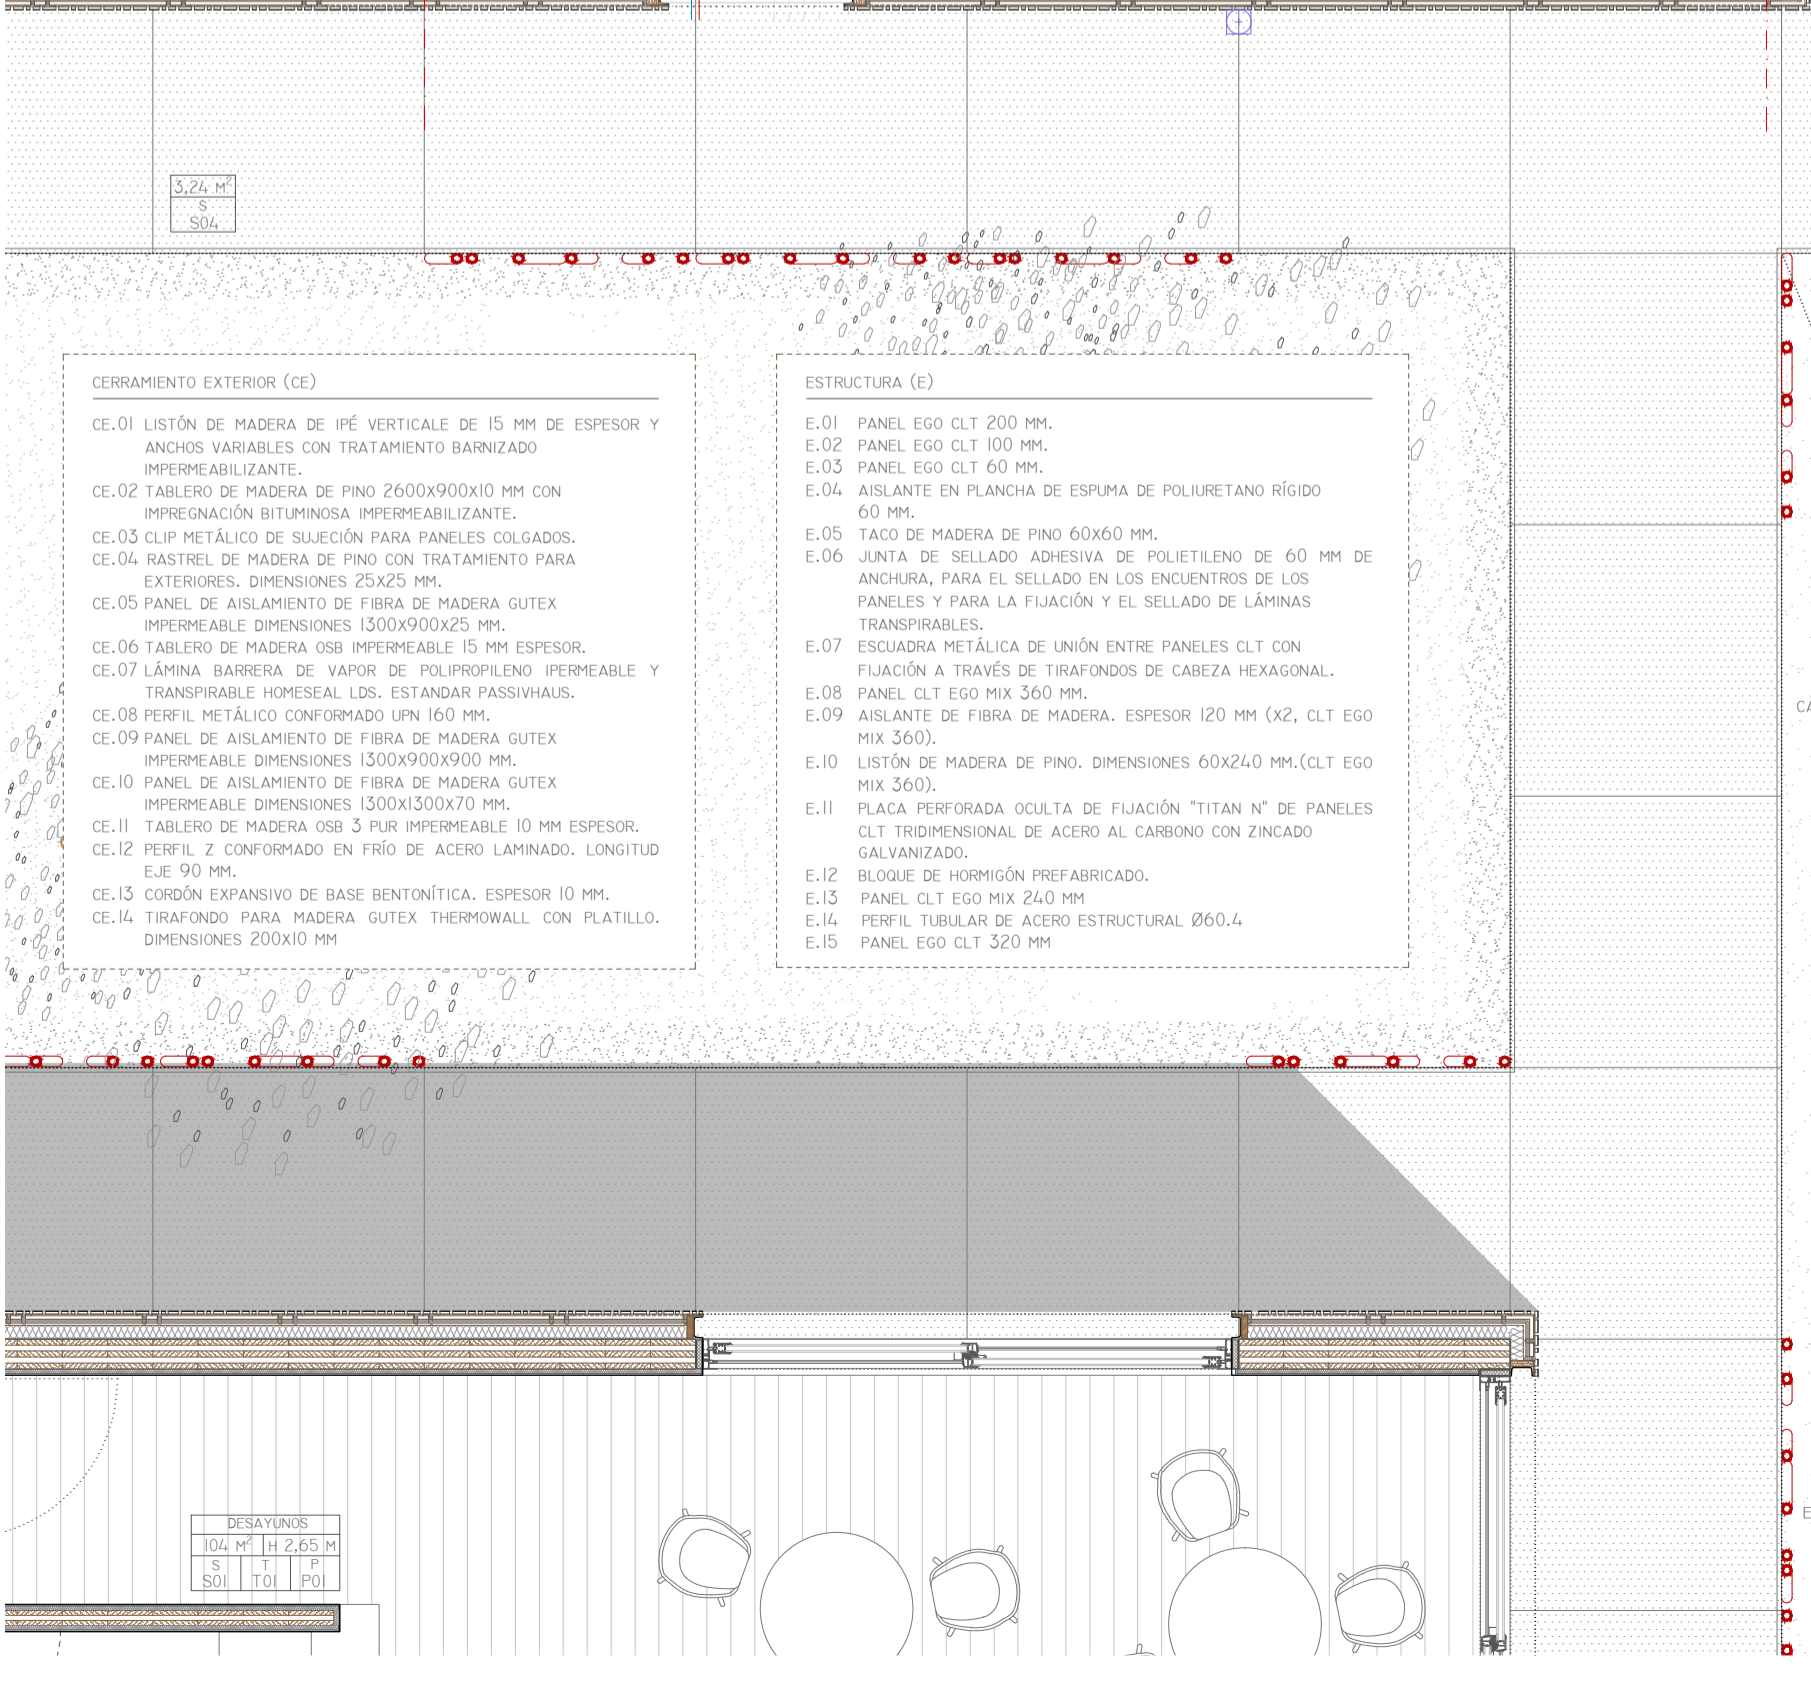 3,24 M²
S
S04
CERRAMIENTO EXTERIOR (CE)
CE.01 LISTÓN DE MADERA DE IPÉ VERTICALE DE 15 MM DE ESPESOR Y
ANCHOS VARIABLES CON TRATAMIENTO BARNIZADO
IMPERMEABILIZANTE.
CE.02 TABLERO DE MADERA DE PINO 2600X900X10 MM CON
IMPREGNACIÓN BITUMINOSA IMPERMEABILIZANTE.
CE.03 CLIP METÁLICO DE SUJECIÓN PARA PANELES COLGADOS.
CE.04 RASTREL DE MADERA DE PINO CON TRATAMIENTO PARA
EXTERIORES. DIMENSIONES 25X25 MM.
CE.05 PANEL DE AISLAMIENTO DE FIBRA DE MADERA GUTEX
IMPERMEABLE DIMENSIONES 1300X900X25 MM.
CE.06 TABLERO DE MADERA OSB IMPERMEABLE 15 MM ESPESOR.
CE.07 LÁMINA BARRERA DE VAPOR DE POLIPROPILENO IPERMEABLE Y
TRANSPIRABLE HOMESEAL LDS. ESTANDAR PASSIVHAUS.
CE.08 PERFIL METÁLICO CONFORMADO UPN 160 MM.
CE.09 PANEL DE AISLAMIENTO DE FIBRA DE MADERA GUTEX
IMPERMEABLE DIMENSIONES 1300X900X900 MM.
CE.10 PANEL DE AISLAMIENTO DE FIBRA DE MADERA GUTEX
IMPERMEABLE DIMENSIONES 1300X1300X70 MM.
CE.11 TABLERO DE MADERA OSB 3 PUR IMPERMEABLE 10 MM ESPESOR.
CE.12 PERFIL Z CONFORMADO EN FRÍO DE ACERO LAMINADO. LONGITUD
EJE 90 MM.
CE.13 CORDÓN EXPANSIVO DE BASE BENTONÍTICA. ESPESOR 10 MM.
CE.14 TIRAFONDO PARA MADERA GUTEX THERMOWALL CON PLATILLO.
DIMENSIONES 200X10 MM
ESTRUCTURA (E)
E.01 PANEL EGO CLT 200 MM.
E.02 PANEL EGO CLT 100 MM.
E.03 PANEL EGO CLT 60 MM.
E.04 AISLANTE EN PLANCHA DE ESPUMA DE POLIURETANO RÍGIDO
60 MM.
E.05 TACO DE MADERA DE PINO 60X60 MM.
E.06 JUNTA DE SELLADO ADHESIVA DE POLIETILENO DE 60 MM DE
ANCHURA, PARA EL SELLADO EN LOS ENCUENTROS DE LOS
PANELES Y PARA LA FIJACIÓN Y EL SELLADO DE LÁMINAS
TRANSPIRABLES.
E.07 ESCUADRA METÁLICA DE UNIÓN ENTRE PANELES CLT CON
FIJACIÓN A TRAVÉS DE TIRAFONDOS DE CABEZA HEXAGONAL.
E.08 PANEL CLT EGO MIX 360 MM.
E.09 AISLANTE DE FIBRA DE MADERA. ESPESOR 120 MM (X2, CLT EGO
MIX 360).
E.10 LISTÓN DE MADERA DE PINO. DIMENSIONES 60X240 MM.(CLT EGO
MIX 360).
E.11 PLACA PERFORADA OCULTA DE FIJACIÓN "TITAN N" DE PANELES
CLT TRIDIMENSIONAL DE ACERO AL CARBONO CON ZINCADO
GALVANIZADO.
E.12 BLOQUE DE HORMIGÓN PREFABRICADO.
E.13 PANEL CLT EGO MIX 240 MM
E.14 PERFIL TUBULAR DE ACERO ESTRUCTURAL Ø60.4
E.15 PANEL EGO CLT 320 MM
DESAYUNOS
104 M² H 2,65 M
S T P
S01 T01 P01